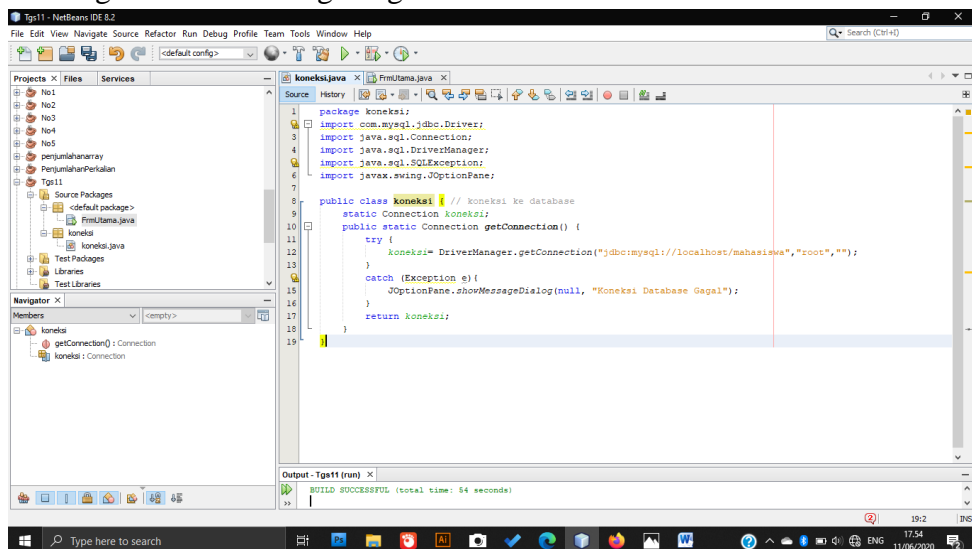 Tgs11 - NetBeans IDE 8.2
File Edit View Navigate Source Refactor Run Debug Profile Team Tools Window Help
Search (Ctrl+I)
<default config>
Projects Files Services
koneksi.java FrmUtama.java
Source History
No1
No2
No3
No4
No5
penjumlahanarray
PenjumlahanPerkalian
Tgs11
Source Packages
<default package>
FrmUtama.java
koneksi
koneksi.java
Test Packages
Libraries
Test Libraries
1 package koneksi;
import com.mysql.jdbc.Driver;
3 import java.sql.Connection;
4 import java.sql.DriverManager;
import java.sql.SQLException;
6 import javax.swing.JOptionPane;
7
8 public class koneksi { // koneksi ke database
9 static Connection koneksi;
10 public static Connection getConnection() {
11 try {
12 koneksi= DriverManager.getConnection("jdbc:mysql://localhost/mahasiswa","root","");
13 }
catch (Exception e){
15 JOptionPane.showMessageDialog(null, "Koneksi Database Gagal");
16 }
17 return koneksi;
18 }
19 }
Navigator
Members <empty>
koneksi
getConnection() : Connection
koneksi : Connection
Output - Tgs11 (run)
BUILD SUCCESSFUL (total time: 54 seconds)
2 19:2 INS
Type here to search
Ps Ai W
ENG
17.54
11/06/2020
2